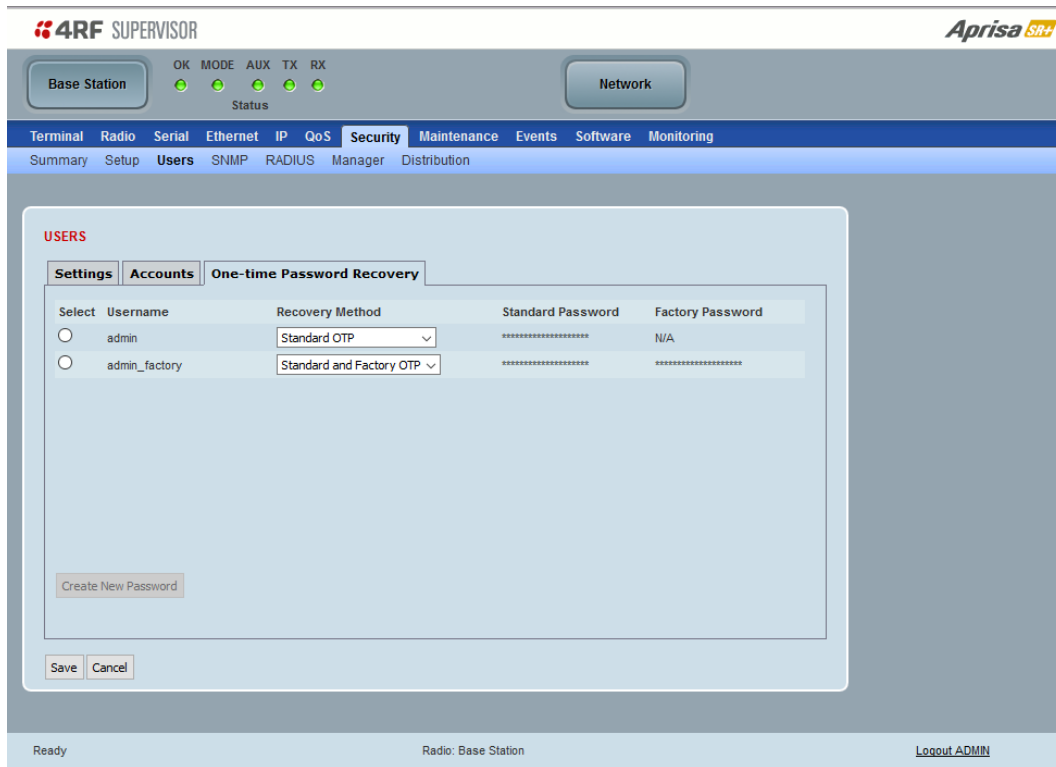 4RF SUPERVISOR
Aprisa SR+
Base Station
OK MODE AUX TX RX
Status
Network
Terminal Radio Serial Ethernet IP QoS Security Maintenance Events Software Monitoring
Summary Setup Users SNMP RADIUS Manager Distribution
USERS
Settings Accounts One-time Password Recovery
Select Username Recovery Method Standard Password Factory Password
admin Standard OTP ******************** N/A
admin_factory Standard and Factory OTP ******************** ********************
Create New Password
Save Cancel
Ready Radio: Base Station Logout ADMIN